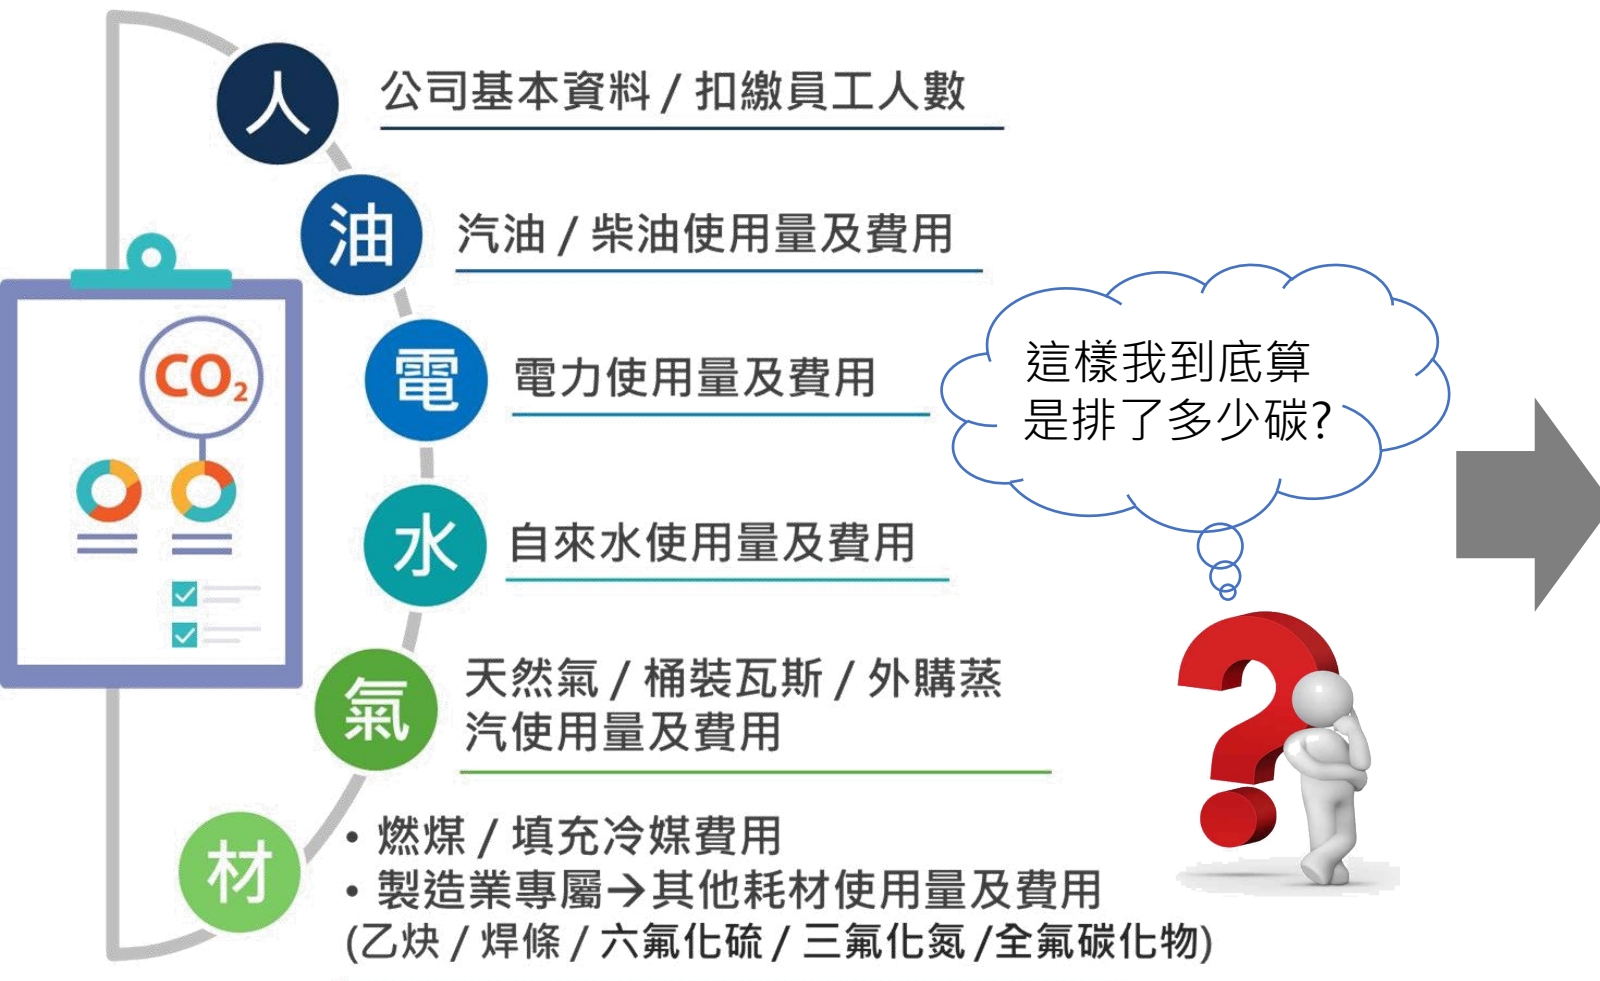 人
公司基本資料 / 扣繳員工人數
油
汽油 / 柴油使用量及費用
CO₂
電
電力使用量及費用
這樣我到底算
是排了多少碳?
水
自來水使用量及費用
氣
天然氣 / 桶裝瓦斯 / 外購蒸
汽使用量及費用
材
• 燃煤 / 填充冷媒費用
• 製造業專屬→其他耗材使用量及費用
(乙炔 / 焊條 / 六氟化硫 / 三氟化氮 /全氟碳化物)